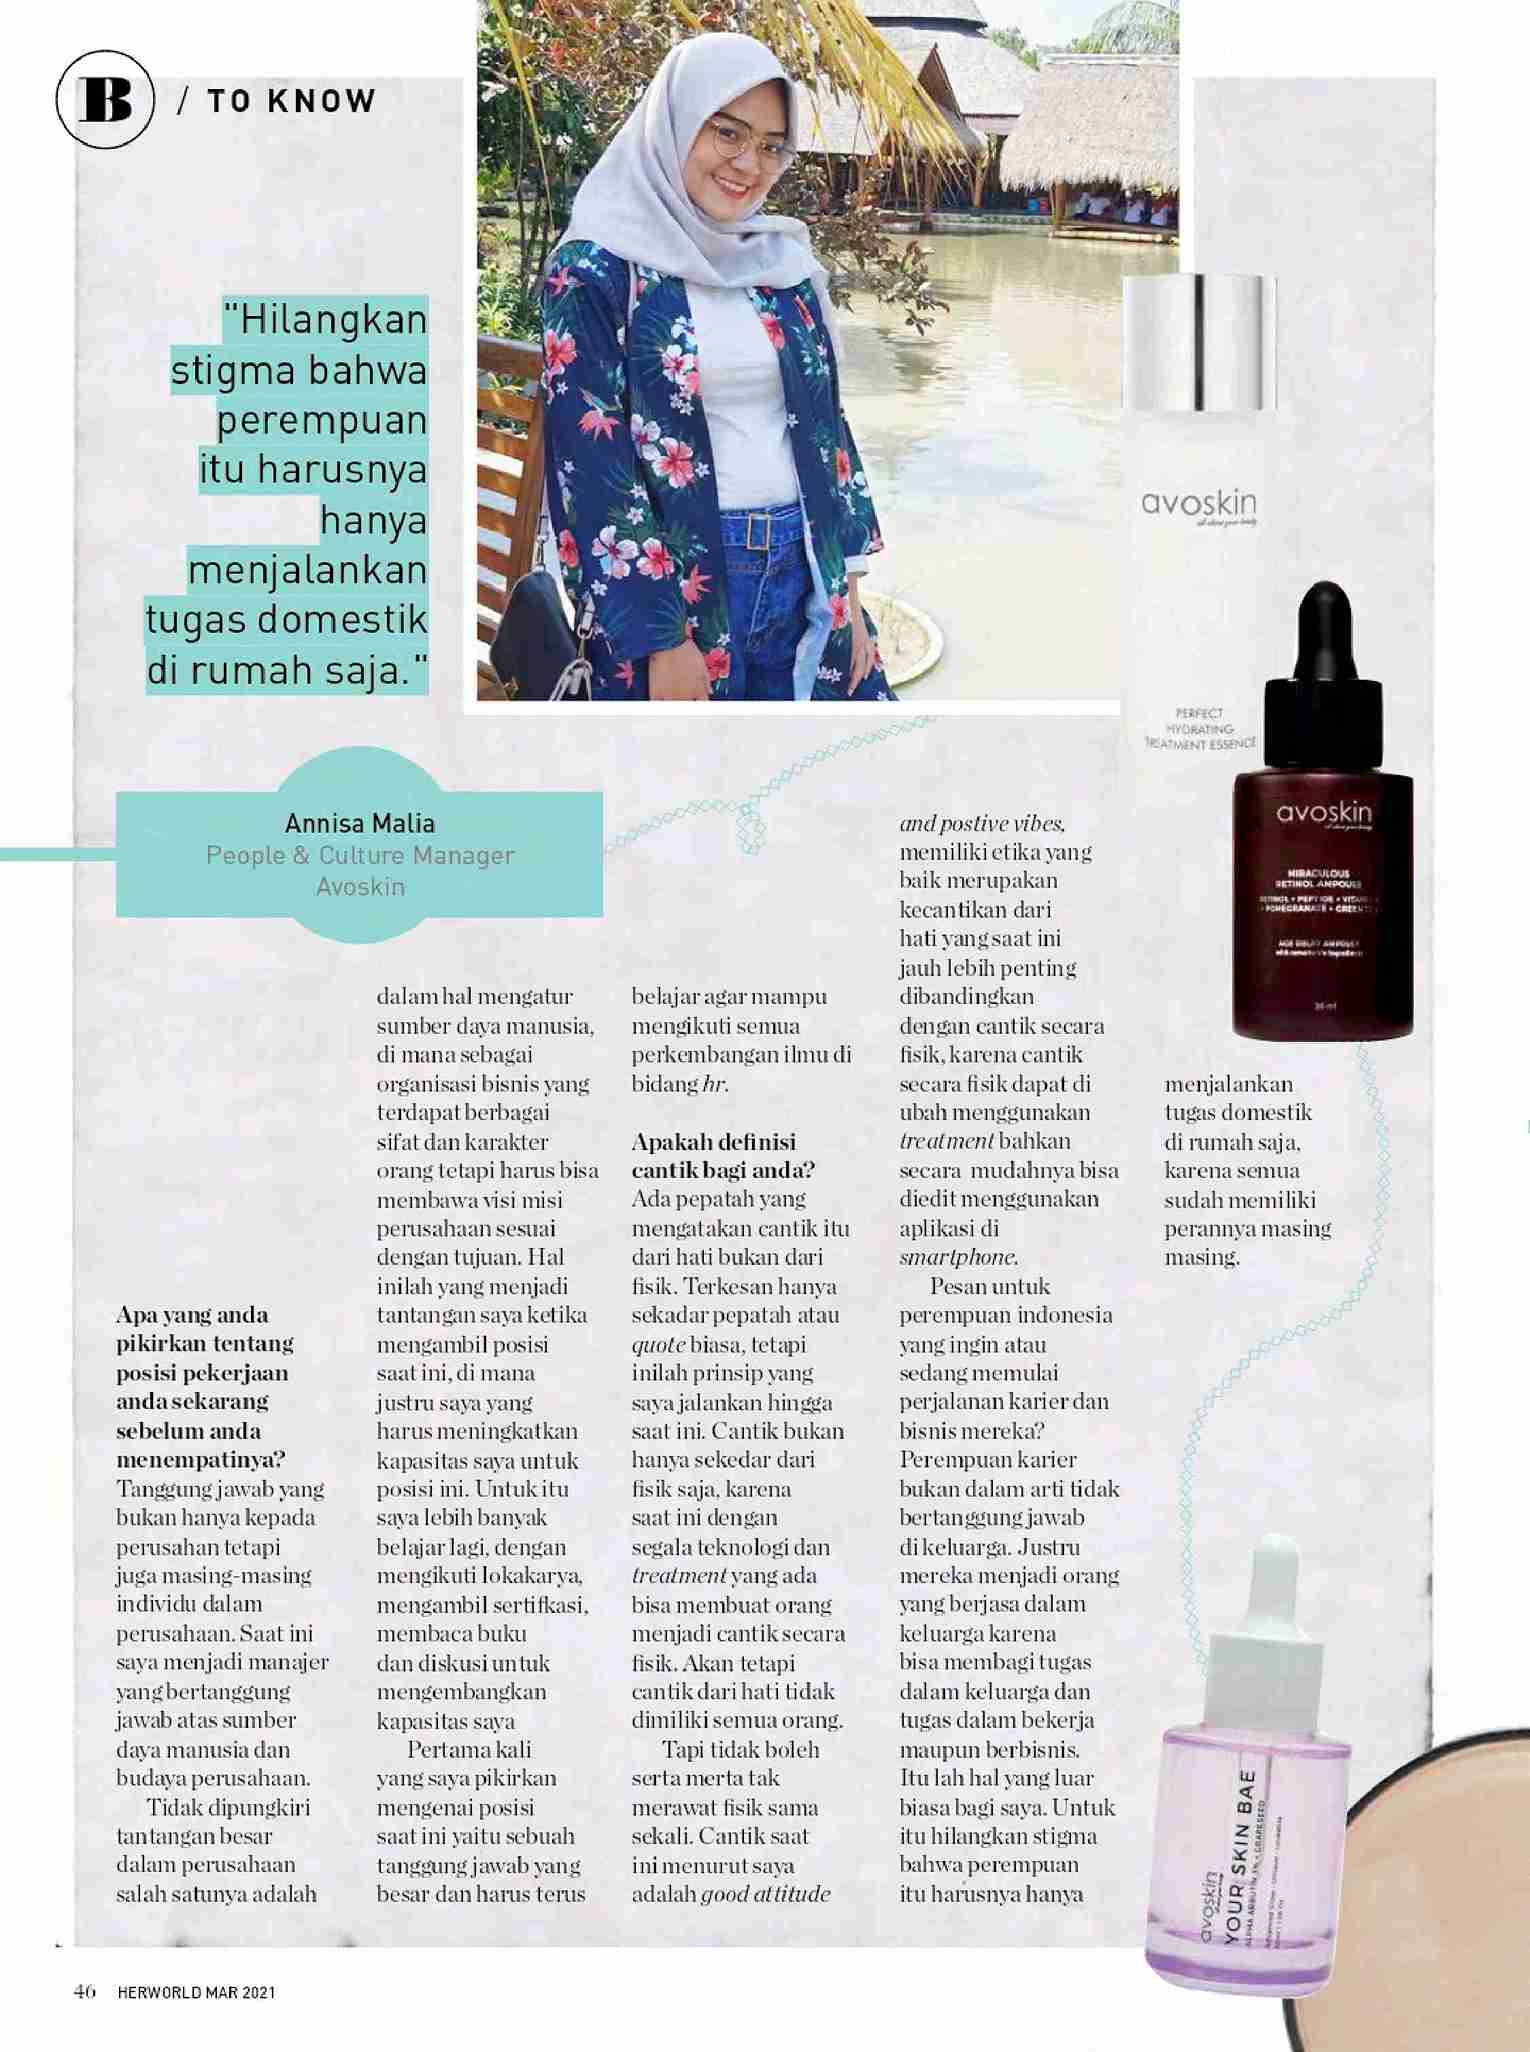 B / TO KNOW
"Hilangkan
stigma bahwa
perempuan
itu harusnya
hanya
menjalankan
tugas domestik
di rumah saja."
avoskin
PERFECT
HYDRATING
TREATMENT ESSENCE
avoskin
MIRACULOUS
RETINOL AMPOULE
Annisa Malia
People & Culture Manager
Avoskin
Apa yang anda
pikirkan tentang
posisi pekerjaan
anda sekarang
sebelum anda
menempatinya?
Tanggung jawab yang
bukan hanya kepada
perusahan tetapi
juga masing-masing
individu dalam
perusahaan. Saat ini
saya menjadi manajer
yang bertanggung
jawab atas sumber
daya manusia dan
budaya perusahaan.
Tidak dipungkiri
tantangan besar
dalam perusahaan
salah satunya adalah
dalam hal mengatur
sumber daya manusia,
di mana sebagai
organisasi bisnis yang
terdapat berbagai
sifat dan karakter
orang tetapi harus bisa
membawa visi misi
perusahaan sesuai
dengan tujuan. Hal
inilah yang menjadi
tantangan saya ketika
mengambil posisi
saat ini, di mana
justru saya yang
harus meningkatkan
kapasitas saya untuk
posisi ini. Untuk itu
saya lebih banyak
belajar lagi, dengan
mengikuti lokakarya,
mengambil sertifkasi,
membaca buku
dan diskusi untuk
mengembangkan
kapasitas saya
Pertama kali
yang saya pikirkan
mengenai posisi
saat ini yaitu sebuah
tanggung jawab yang
besar dan harus terus
belajar agar mampu
mengikuti semua
perkembangan ilmu di
bidang hr.
Apakah definisi
cantik bagi anda?
Ada pepatah yang
mengatakan cantik itu
dari hati bukan dari
fisik. Terkesan hanya
sekadar pepatah atau
quote biasa, tetapi
inilah prinsip yang
saya jalankan hingga
saat ini. Cantik bukan
hanya sekedar dari
fisik saja, karena
saat ini dengan
segala teknologi dan
treatment yang ada
bisa membuat orang
menjadi cantik secara
fisik. Akan tetapi
cantik dari hati tidak
dimiliki semua orang.
Tapi tidak boleh
serta merta tak
merawat fisik sama
sekali. Cantik saat
ini menurut saya
adalah good attitude
and postive vibes,
memiliki etika yang
baik merupakan
kecantikan dari
hati yang saat ini
jauh lebih penting
dibandingkan
dengan cantik secara
fisik, karena cantik
secara fisik dapat di
ubah menggunakan
treatment bahkan
secara mudahnya bisa
diedit menggunakan
aplikasi di
smartphone.
Pesan untuk
perempuan indonesia
yang ingin atau
sedang memulai
perjalanan karier dan
bisnis mereka?
Perempuan karier
bukan dalam arti tidak
bertanggung jawab
di keluarga. Justru
mereka menjadi orang
yang berjasa dalam
keluarga karena
bisa membagi tugas
dalam keluarga dan
tugas dalam bekerja
maupun berbisnis.
Itu lah hal yang luar
biasa bagi saya. Untuk
itu hilangkan stigma
bahwa perempuan
itu harusnya hanya
menjalankan
tugas domestik
di rumah saja,
karena semua
sudah memiliki
perannya masing
masing.
avoskin
YOUR SKIN BAE
46 HERWORLD MAR 2021